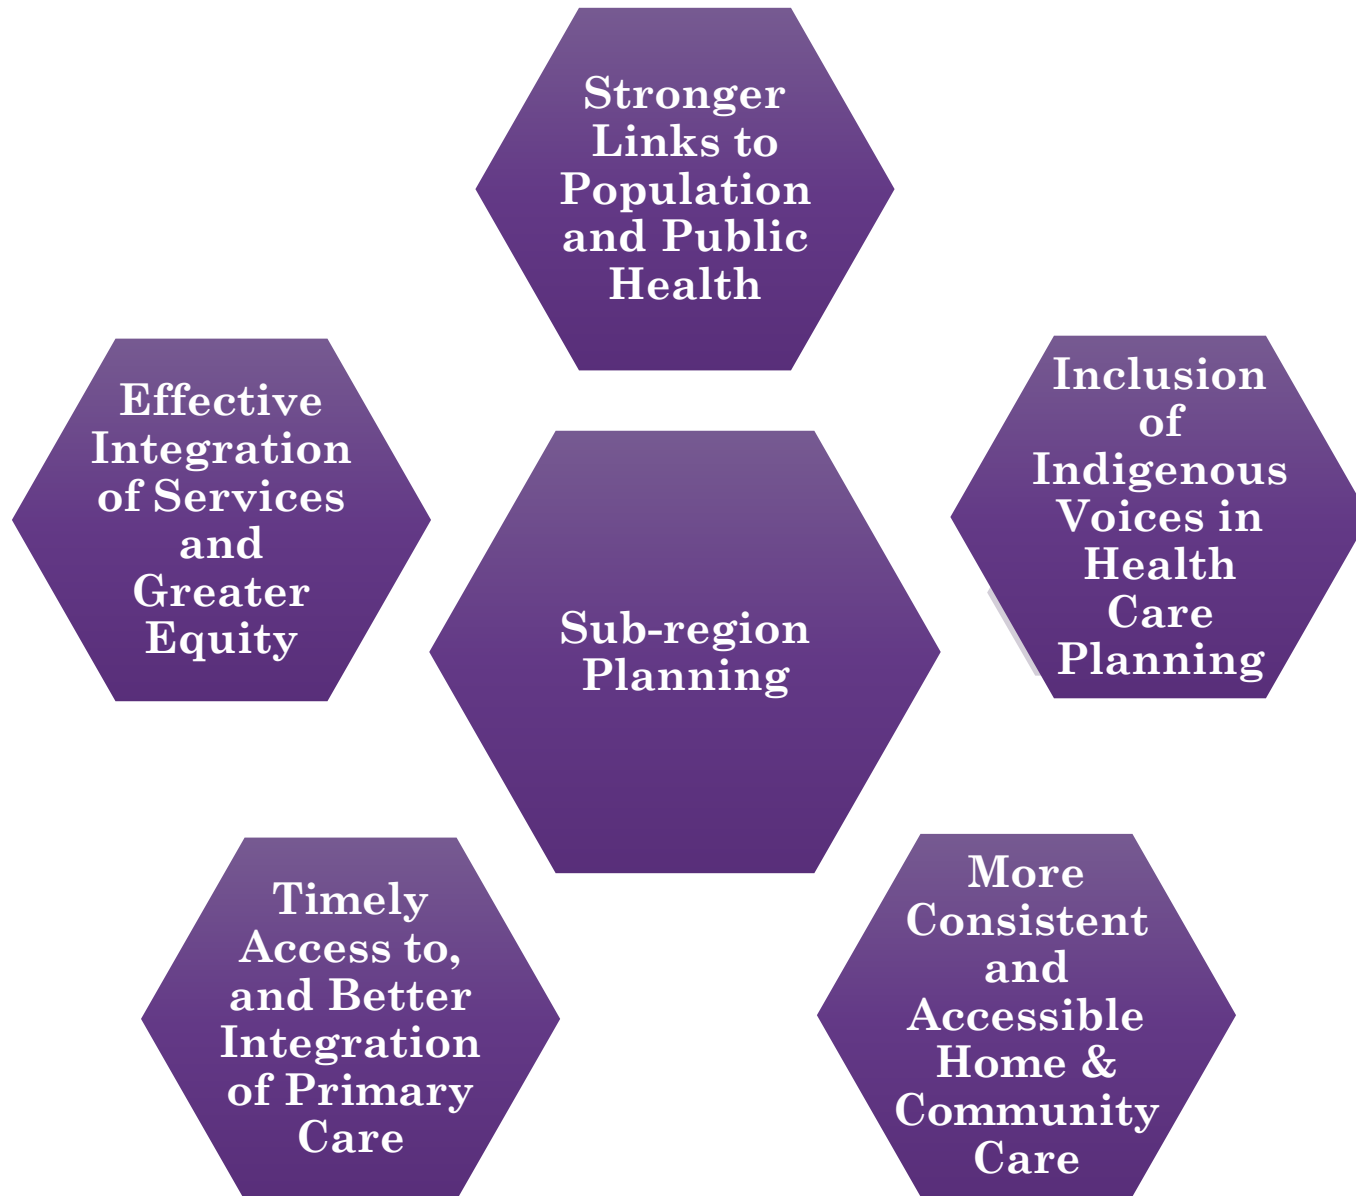 Stronger
Links to
Population
and Public
Health
Effective
Integration
of Services
and
Greater
Equity
Inclusion
of
Indigenous
Voices in
Health
Care
Planning
Sub-region
Planning
Timely
Access to,
and Better
Integration
of Primary
Care
More
Consistent
and
Accessible
Home &
Community
Care